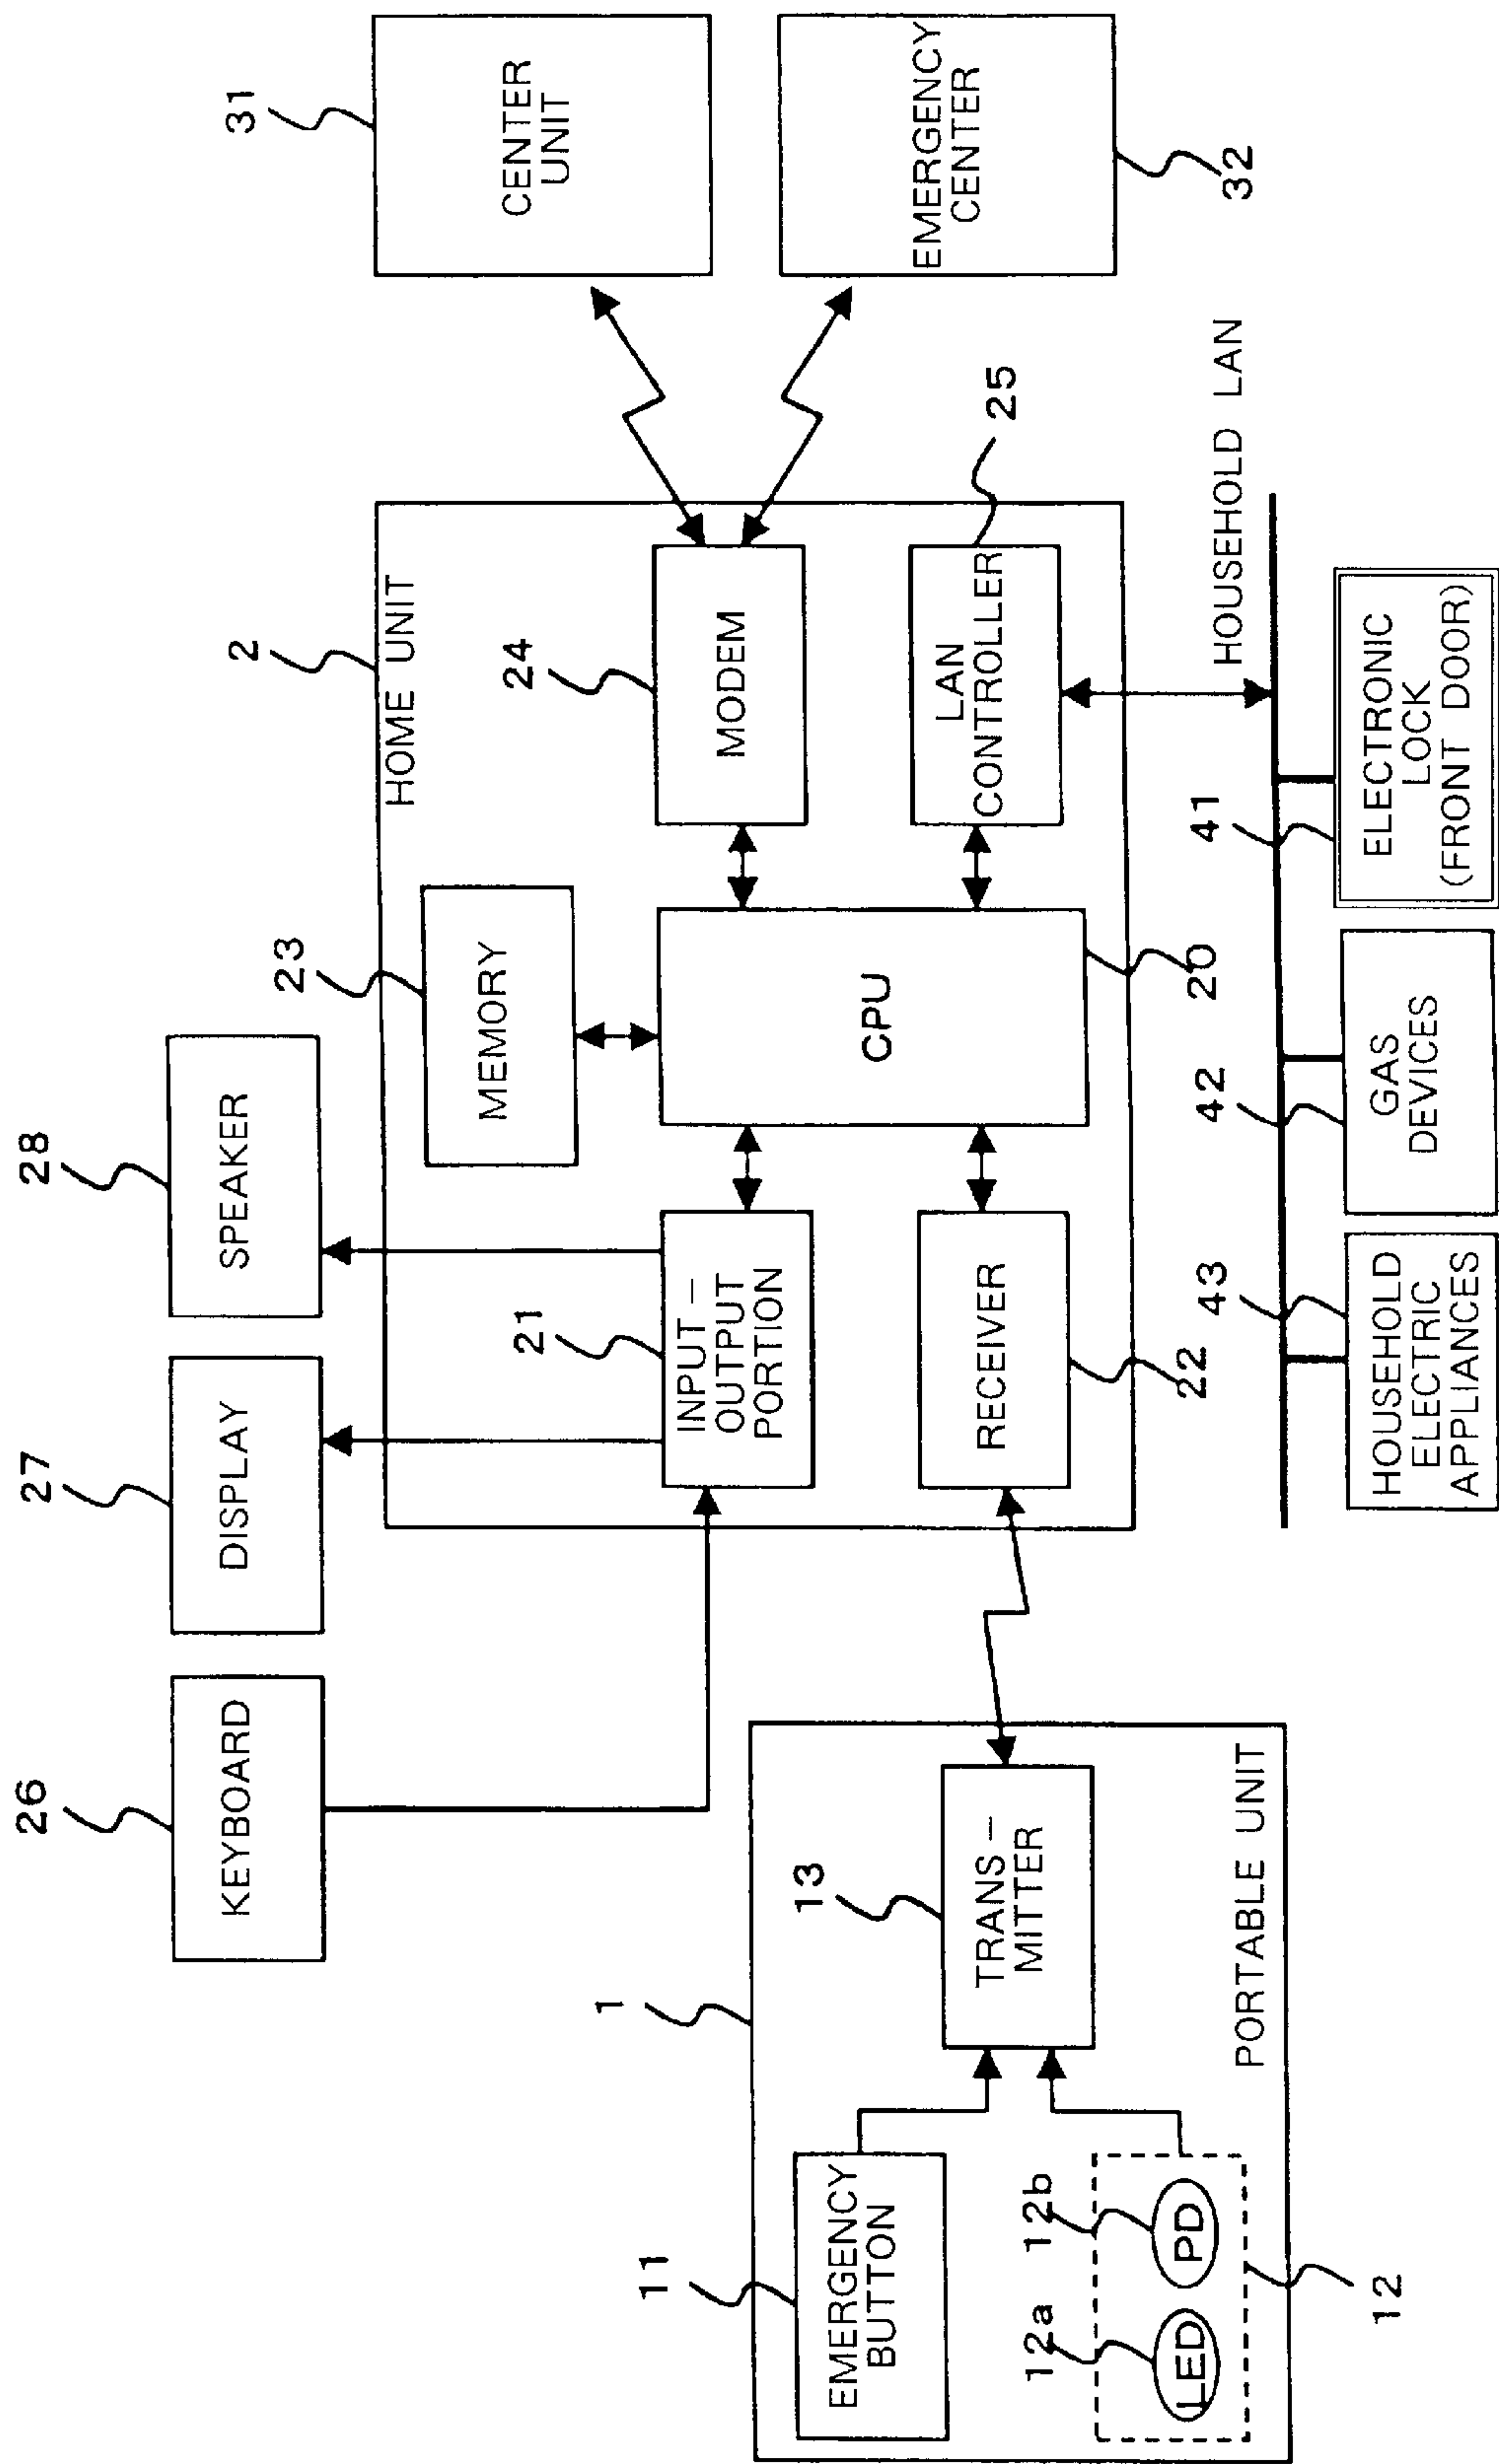 26
KEYBOARD
27
DISPLAY
28
SPEAKER
31
CENTER
UNIT
32
EMERGENCY
CENTER
2
HOME UNIT
23
MEMORY
24
MODEM
21
INPUT–
OUTPUT
PORTION
CPU
20
25
LAN
CONTROLLER
RECEIVER
22
1
PORTABLE UNIT
11
EMERGENCY
BUTTON
13
TRANS–
MITTER
12a
LED
12b
PD
12
HOUSEHOLD LAN
43
HOUSEHOLD
ELECTRIC
APPLIANCES
42
GAS
DEVICES
41
ELECTRONIC
LOCK
(FRONT DOOR)